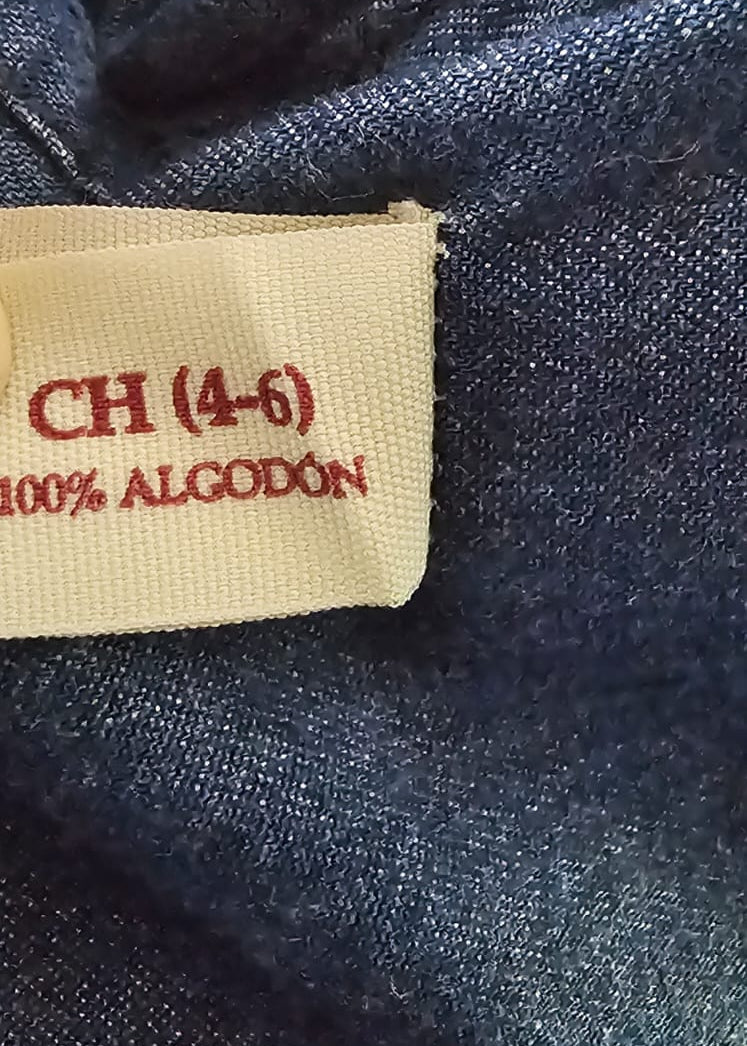 CH (4-6)
100% ALGODÓN